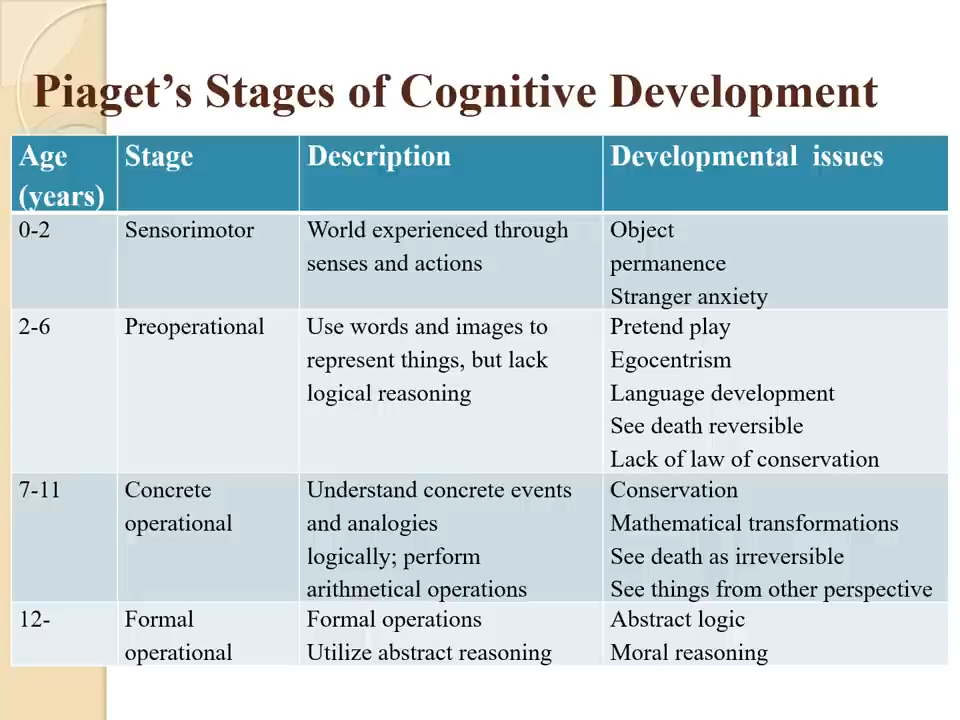 Piaget’s Stages of Cognitive Development
Age
(years)
Stage
Description
Developmental issues
0-2
Sensorimotor
World experienced through
senses and actions
Object
permanence
Stranger anxiety
2-6
Preoperational
Use words and images to
represent things, but lack
logical reasoning
Pretend play
Egocentrism
Language development
See death reversible
Lack of law of conservation
7-11
Concrete
operational
Understand concrete events
and analogies
logically; perform
arithmetical operations
Conservation
Mathematical transformations
See death as irreversible
See things from other perspective
12-
Formal
operational
Formal operations
Utilize abstract reasoning
Abstract logic
Moral reasoning